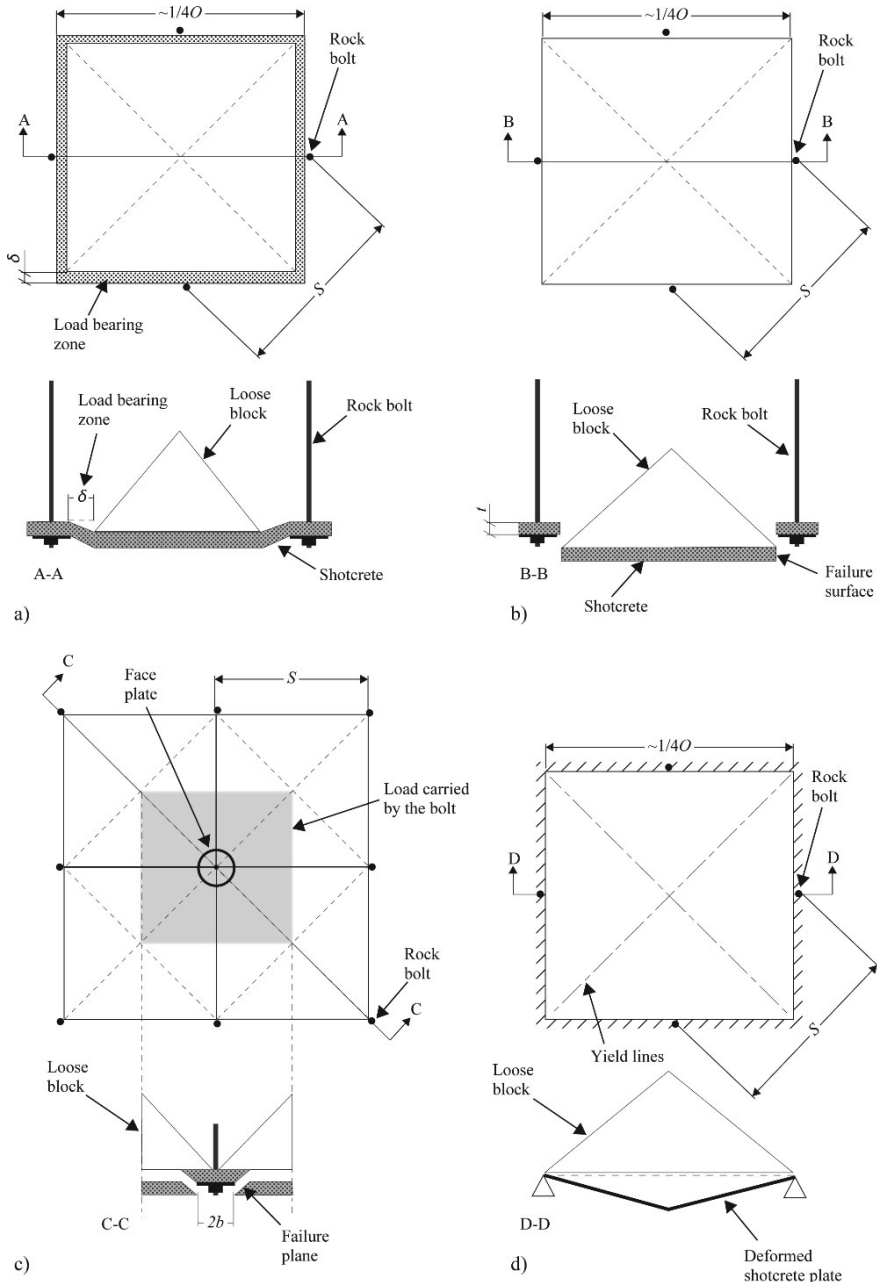 ~1/4O
Rock
bolt
A
A
δ
S
Load bearing
zone
Load bearing
zone
Loose
block
Rock bolt
δ
Shotcrete
A-A
a)
~1/4O
Rock
bolt
B
B
S
Loose
block
Rock bolt
t
B-B
Shotcrete
Failure
surface
b)
C
Face
plate
S
Load carried
by the bolt
Rock
bolt
C
Loose
block
C-C
2b
Failure
plane
c)
~1/4O
Rock
bolt
D
D
S
Yield lines
Loose
block
D-D
Deformed
shotcrete plate
d)